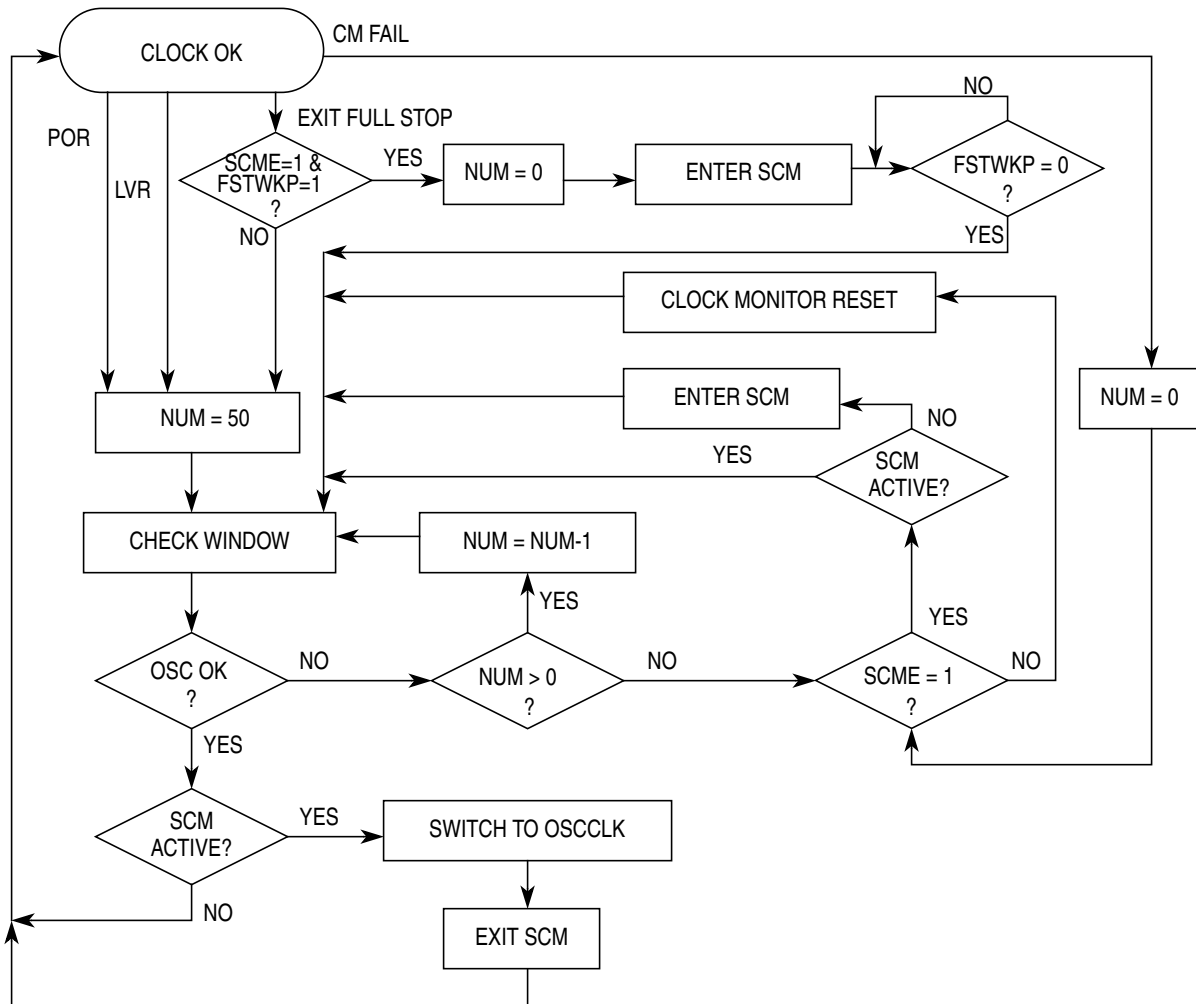 CLOCK OK
CM FAIL
POR
LVR
EXIT FULL STOP
SCME=1 &
FSTWKP=1
?
YES
NO
NUM = 0
ENTER SCM
NO
FSTWKP = 0
?
YES
CLOCK MONITOR RESET
NUM = 50
ENTER SCM
NO
YES
SCM
ACTIVE?
NUM = 0
CHECK WINDOW
NUM = NUM-1
YES
YES
OSC OK
?
NO
NUM > 0
?
NO
SCME = 1
?
NO
YES
SCM
ACTIVE?
YES
SWITCH TO OSCCLK
NO
EXIT SCM